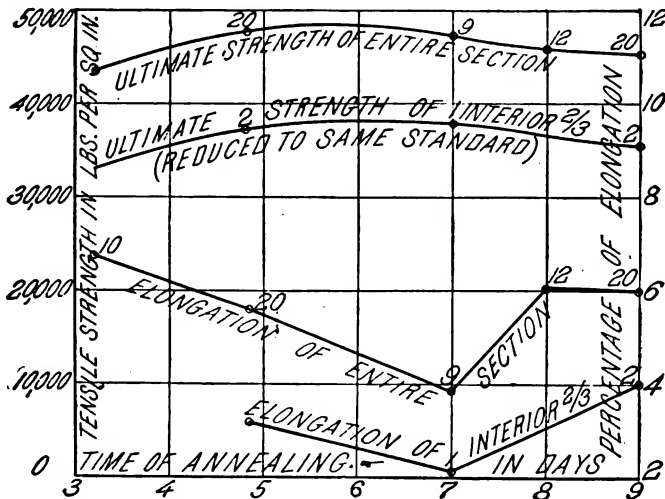 50,000
40,000
30,000
20,000
10,000
0
TENSILE STRENGTH IN LBS. PER SQ IN.
20
9
12
20
ULTIMATE STRENGTH OF ENTIRE SECTION
2
2
ULTIMATE STRENGTH OF INTERIOR 2/3
(REDUCED TO SAME STANDARD)
10
20
9
12
20
ELONGATION OF ENTIRE SECTION
2
ELONGATION OF INTERIOR 2/3
TIME OF ANNEALING.— IN DAYS
3 4 5 6 7 8 9
12
10
8
6
4
2
PERCENTAGE OF ELONGATION